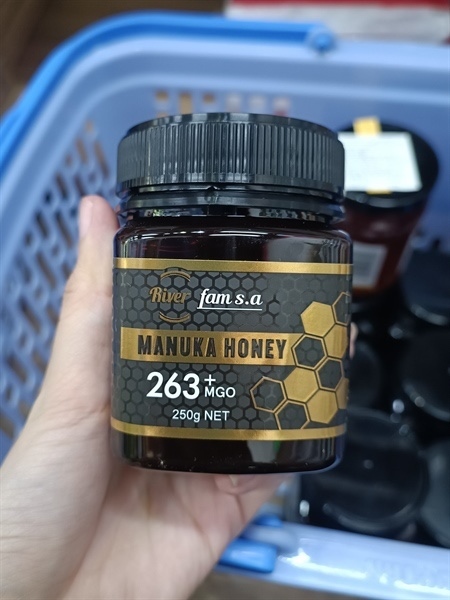 River fam s.a
MANUKA HONEY
263+ MGO
250g NET